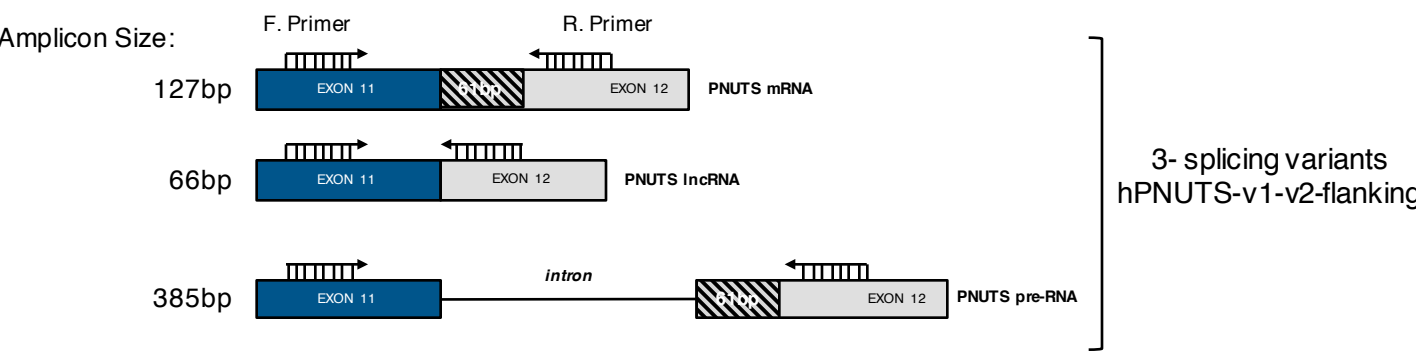 F. Primer R. Primer
Amplicon Size:
127bp EXON 11 61bp EXON 12 PNUTS mRNA
66bp EXON 11 EXON 12 PNUTS lncRNA
3- splicing variants
hPNUTS-v1-v2-flanking
intron
385bp EXON 11 61bp EXON 12 PNUTS pre-RNA